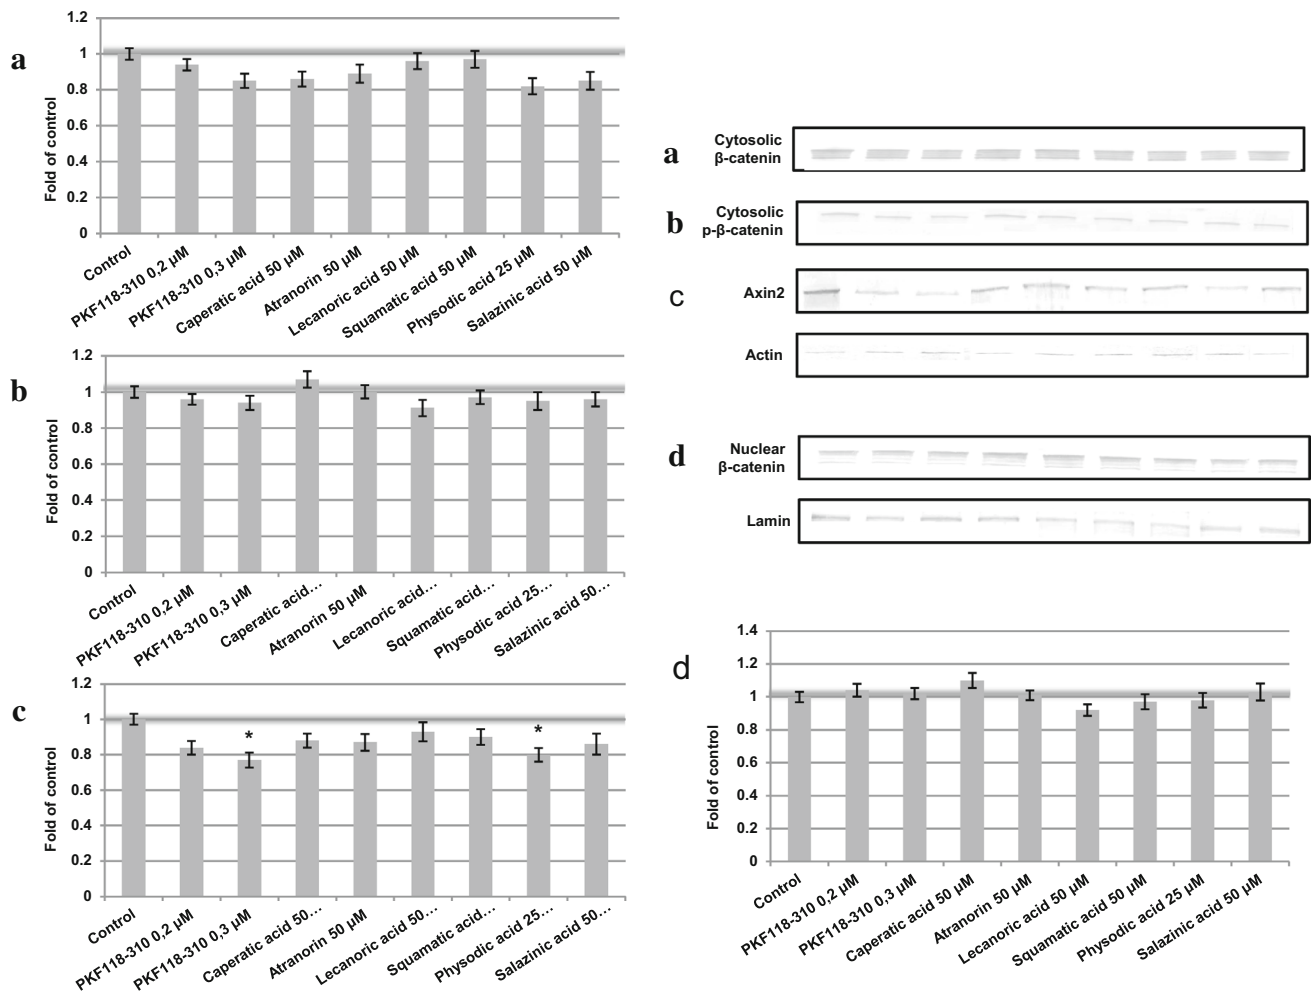 a
Fold of control
1.2
1
0.8
0.6
0.4
0.2
0
Control
PKF118-310 0,2 µM
PKF118-310 0,3 µM
Caperatic acid 50 µM
Atranorin 50 µM
Lecanoric acid 50 µM
Squamatic acid 50 µM
Physodic acid 25 µM
Salazinic acid 50 µM
b
Fold of control
1.2
1
0.8
0.6
0.4
0.2
0
Control
PKF118-310 0,2 µM
PKF118-310 0,3 µM
Caperatic acid…
Atranorin 50 µM
Lecanoric acid…
Squamatic acid…
Physodic acid 25…
Salazinic acid 50…
c
Fold of control
1.2
1
0.8
0.6
0.4
0.2
0
*
*
Control
PKF118-310 0,2 µM
PKF118-310 0,3 µM
Caperatic acid 50…
Atranorin 50 µM
Lecanoric acid 50…
Squamatic acid…
Physodic acid 25…
Salazinic acid 50…
a
Cytosolic
β-catenin
b
Cytosolic
p-β-catenin
c
Axin2
Actin
d
Nuclear
β-catenin
Lamin
d
Fold of control
1.4
1.2
1
0.8
0.6
0.4
0.2
0
Control
PKF118-310 0,2 µM
PKF118-310 0,3 µM
Caperatic acid 50 µM
Atranorin 50 µM
Lecanoric acid 50 µM
Squamatic acid 50 µM
Physodic acid 25 µM
Salazinic acid 50 µM